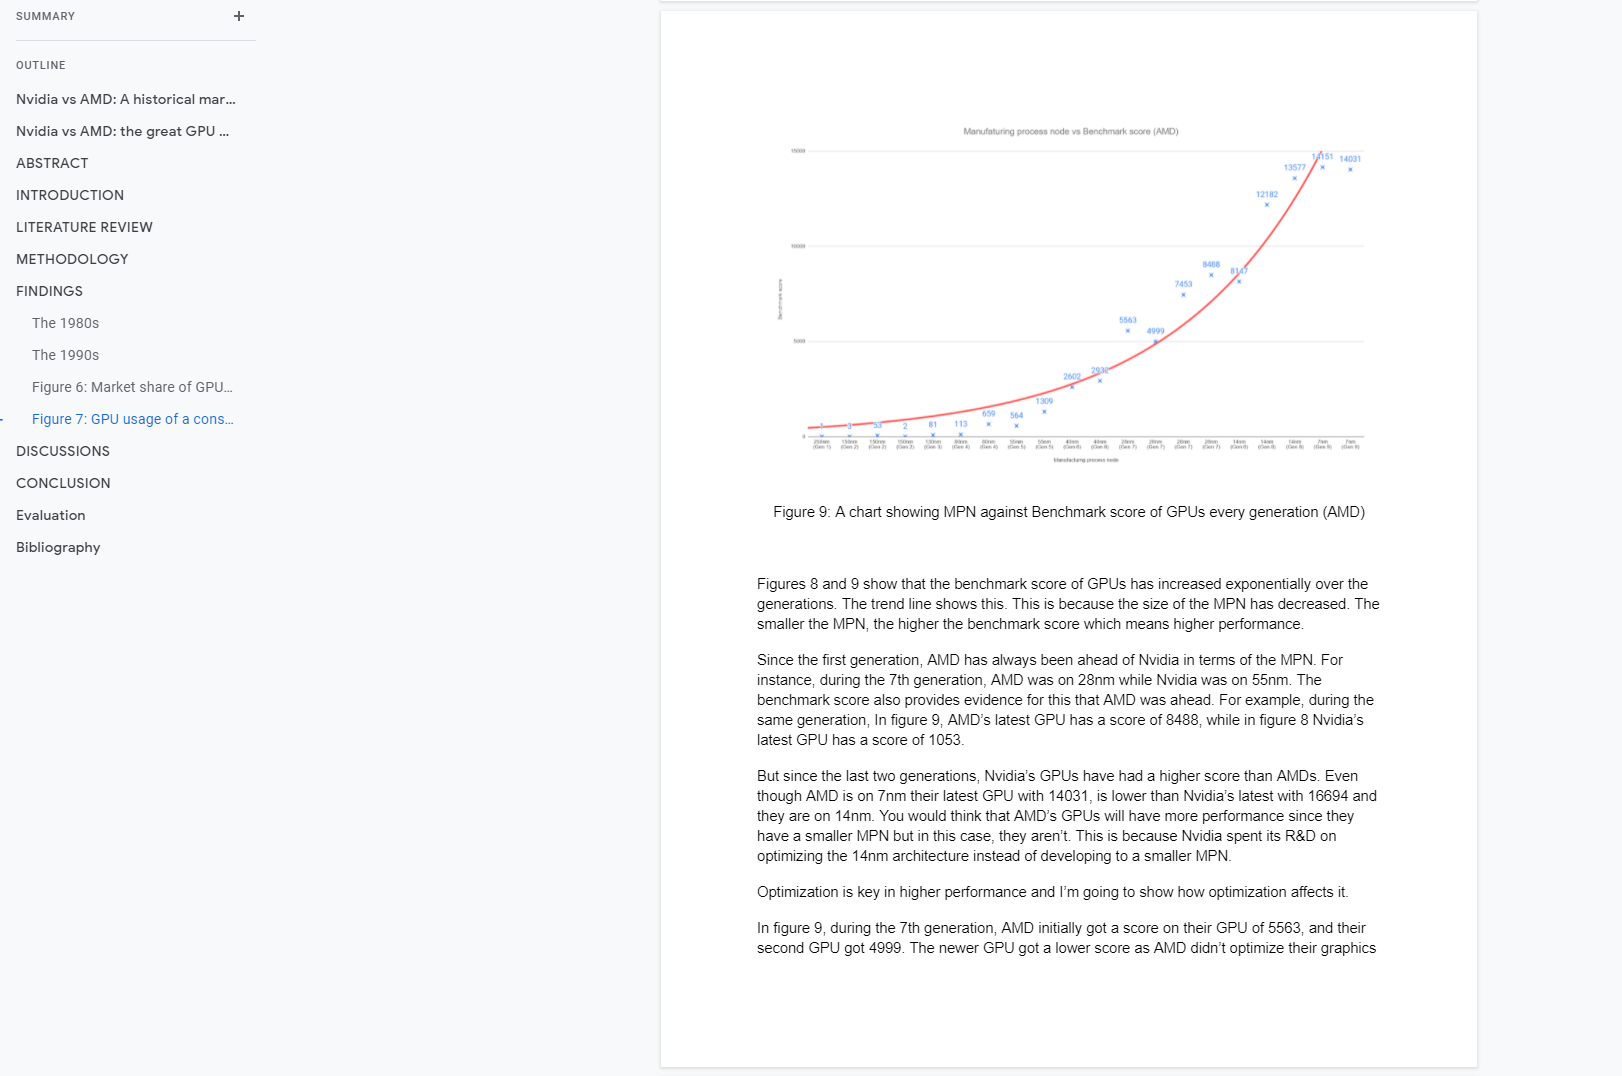 SUMMARY
OUTLINE
Nvidia vs AMD: A historical mar...
Nvidia vs AMD: the great GPU ...
ABSTRACT
INTRODUCTION
LITERATURE REVIEW
METHODOLOGY
FINDINGS
The 1980s
The 1990s
Figure 6: Market share of GPU...
Figure 7: GPU usage of a cons...
DISCUSSIONS
CONCLUSION
Evaluation
Bibliography
Manufaturing process node vs Benchmark score (AMD)
15000
10000
5000
0
Benchmark score
1
3
53
2
81
113
659
564
1309
2602
2932
5563
4999
7453
8488
8147
12182
13577
14151
14031
Manufacturing process node
Figure 9: A chart showing MPN against Benchmark score of GPUs every generation (AMD)
Figures 8 and 9 show that the benchmark score of GPUs has increased exponentially over the
generations. The trend line shows this. This is because the size of the MPN has decreased. The
smaller the MPN, the higher the benchmark score which means higher performance.
Since the first generation, AMD has always been ahead of Nvidia in terms of the MPN. For
instance, during the 7th generation, AMD was on 28nm while Nvidia was on 55nm. The
benchmark score also provides evidence for this that AMD was ahead. For example, during the
same generation, In figure 9, AMD's latest GPU has a score of 8488, while in figure 8 Nvidia's
latest GPU has a score of 1053.
But since the last two generations, Nvidia's GPUs have had a higher score than AMDs. Even
though AMD is on 7nm their latest GPU with 14031, is lower than Nvidia's latest with 16694 and
they are on 14nm. You would think that AMD's GPUs will have more performance since they
have a smaller MPN but in this case, they aren't. This is because Nvidia spent its R&D on
optimizing the 14nm architecture instead of developing to a smaller MPN.
Optimization is key in higher performance and I'm going to show how optimization affects it.
In figure 9, during the 7th generation, AMD initially got a score on their GPU of 5563, and their
second GPU got 4999. The newer GPU got a lower score as AMD didn't optimize their graphics